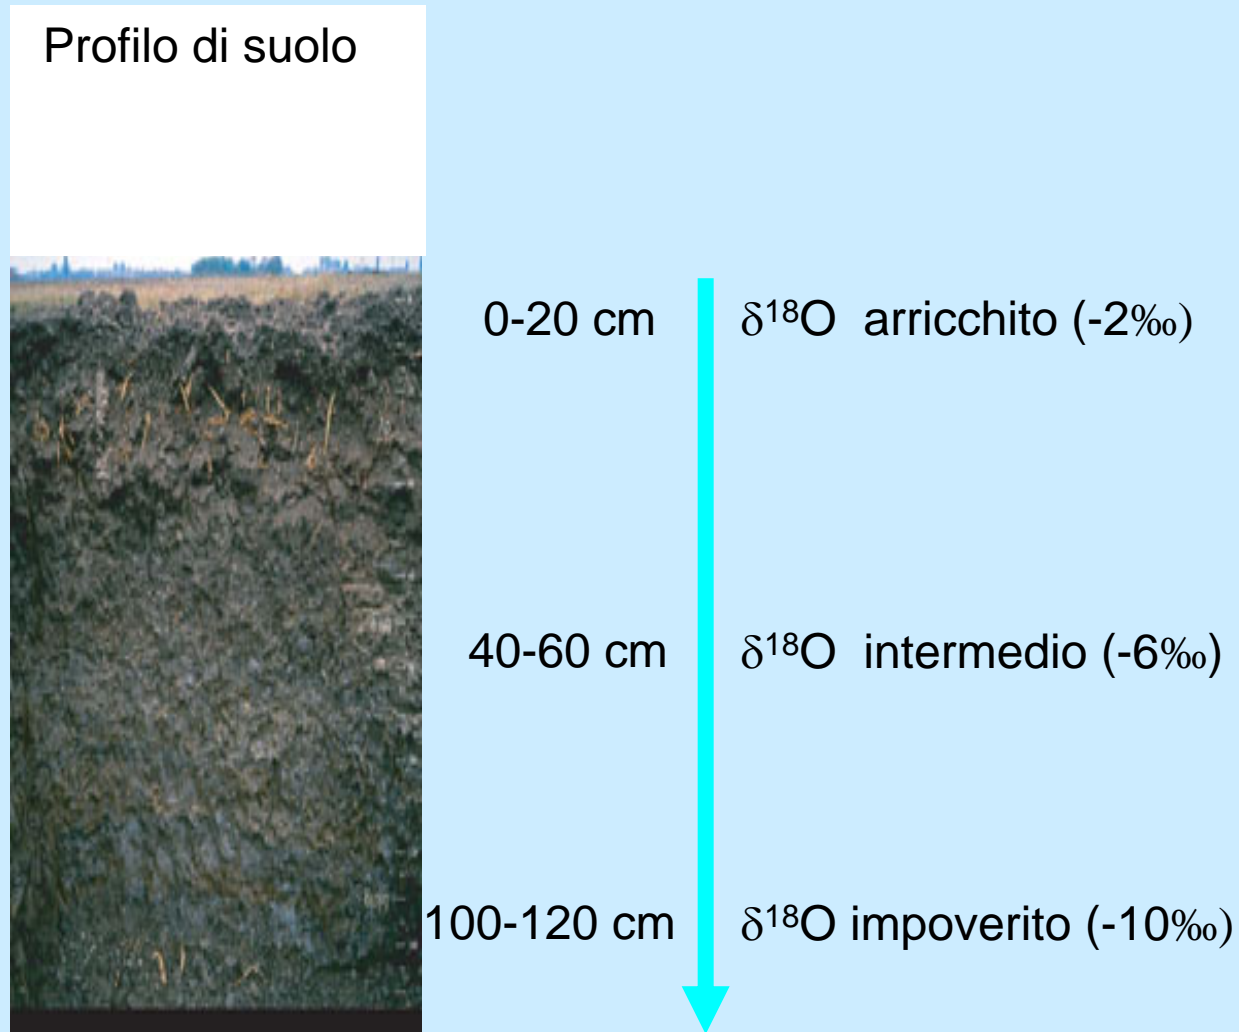 Profilo di suolo
0-20 cm δ¹⁸O arricchito (-2‰)
40-60 cm δ¹⁸O intermedio (-6‰)
100-120 cm δ¹⁸O impoverito (-10‰)